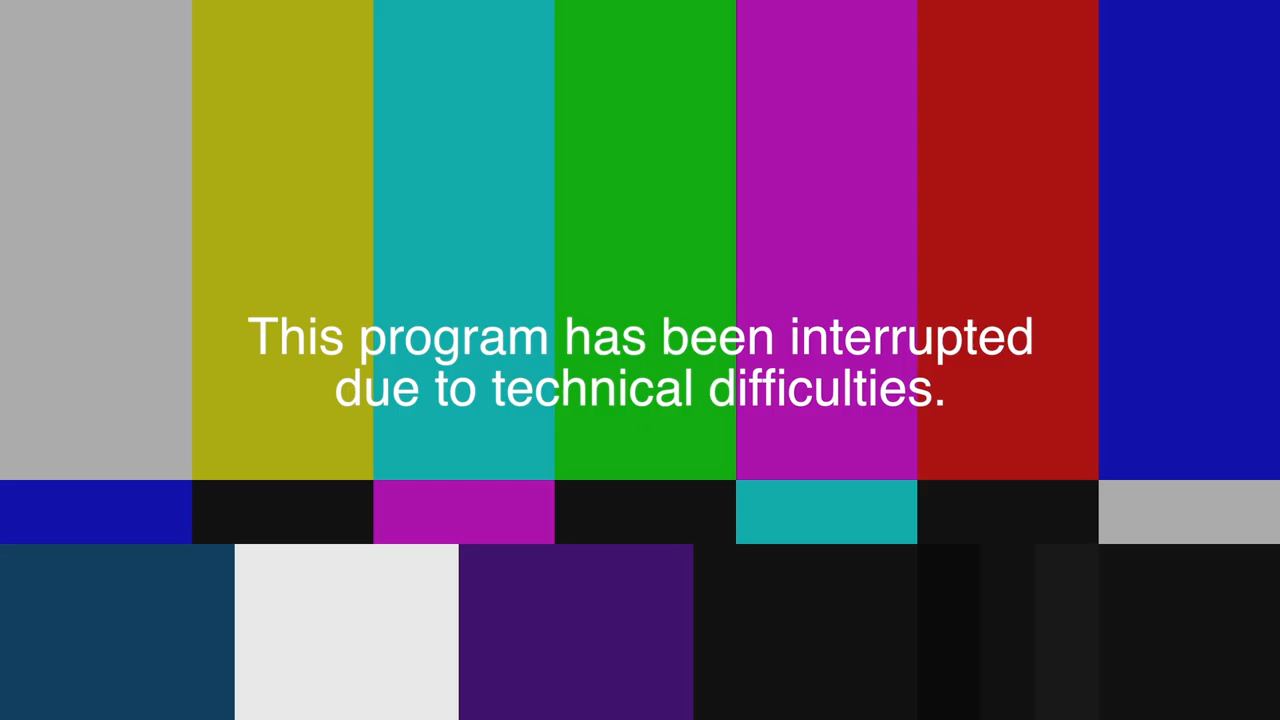 This program has been interrupted
due to technical difficulties.